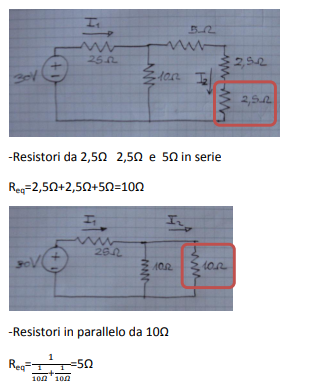 I₁
5Ω
25Ω
30V
10Ω
I₂
2,5Ω
2,5Ω
-Resistori da 2,5Ω 2,5Ω e 5Ω in serie
Req=2,5Ω+2,5Ω+5Ω=10Ω
I₁
I₂
25Ω
30V
10Ω
10Ω
-Resistori in parallelo da 10Ω
Req=1/(1/10Ω+1/10Ω)=5Ω